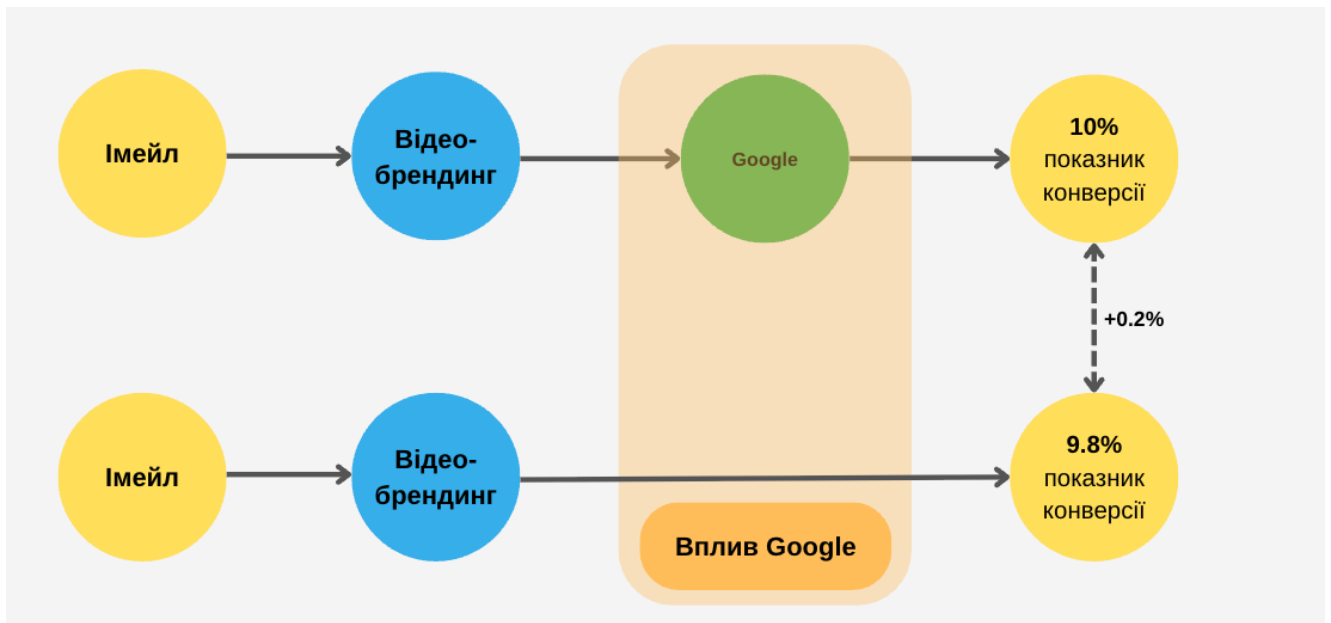 Імейл
Відео-
брендинг
Google
10%
показник
конверсії
+0.2%
Імейл
Відео-
брендинг
9.8%
показник
конверсії
Вплив Google